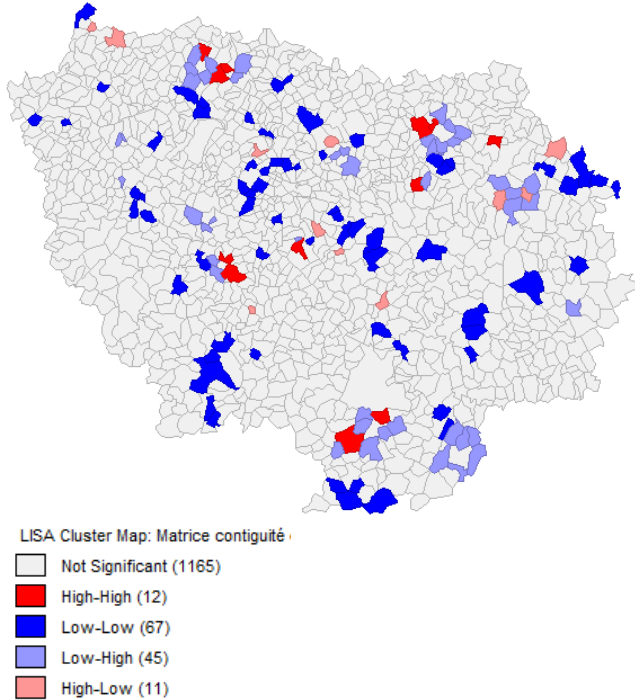 LISA Cluster Map: Matrice contiguité
Not Significant (1165)
High-High (12)
Low-Low (67)
Low-High (45)
High-Low (11)